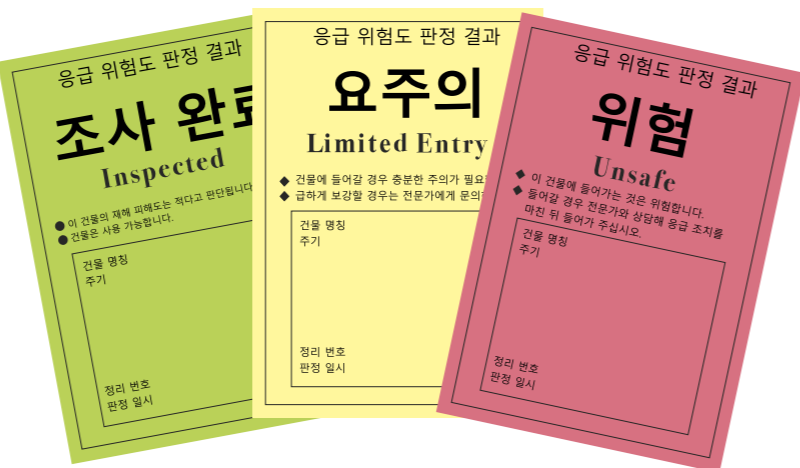 응급 위험도 판정 결과
조사 완료
Inspected
● 이 건물의 재해 피해도는 적다고 판단됩니다
● 건물은 사용 가능합니다.
건물 명칭
주기
정리 번호
판정 일시
응급 위험도 판정 결과
요주의
Limited Entry
◆ 건물에 들어갈 경우 충분한 주의가
◆ 급하게 보강할 경우는 전문가에게
건물 명칭
주기
정리 번호
판정 일시
응급 위험도 판정 결과
위험
Unsafe
◆ 이 건물에 들어가는 것은 위험합니다.
◆ 들어갈 경우 전문가와 상담해 응급 조치를
마친 뒤 들어가 주십시오.
건물 명칭
주기
정리 번호
판정 일시